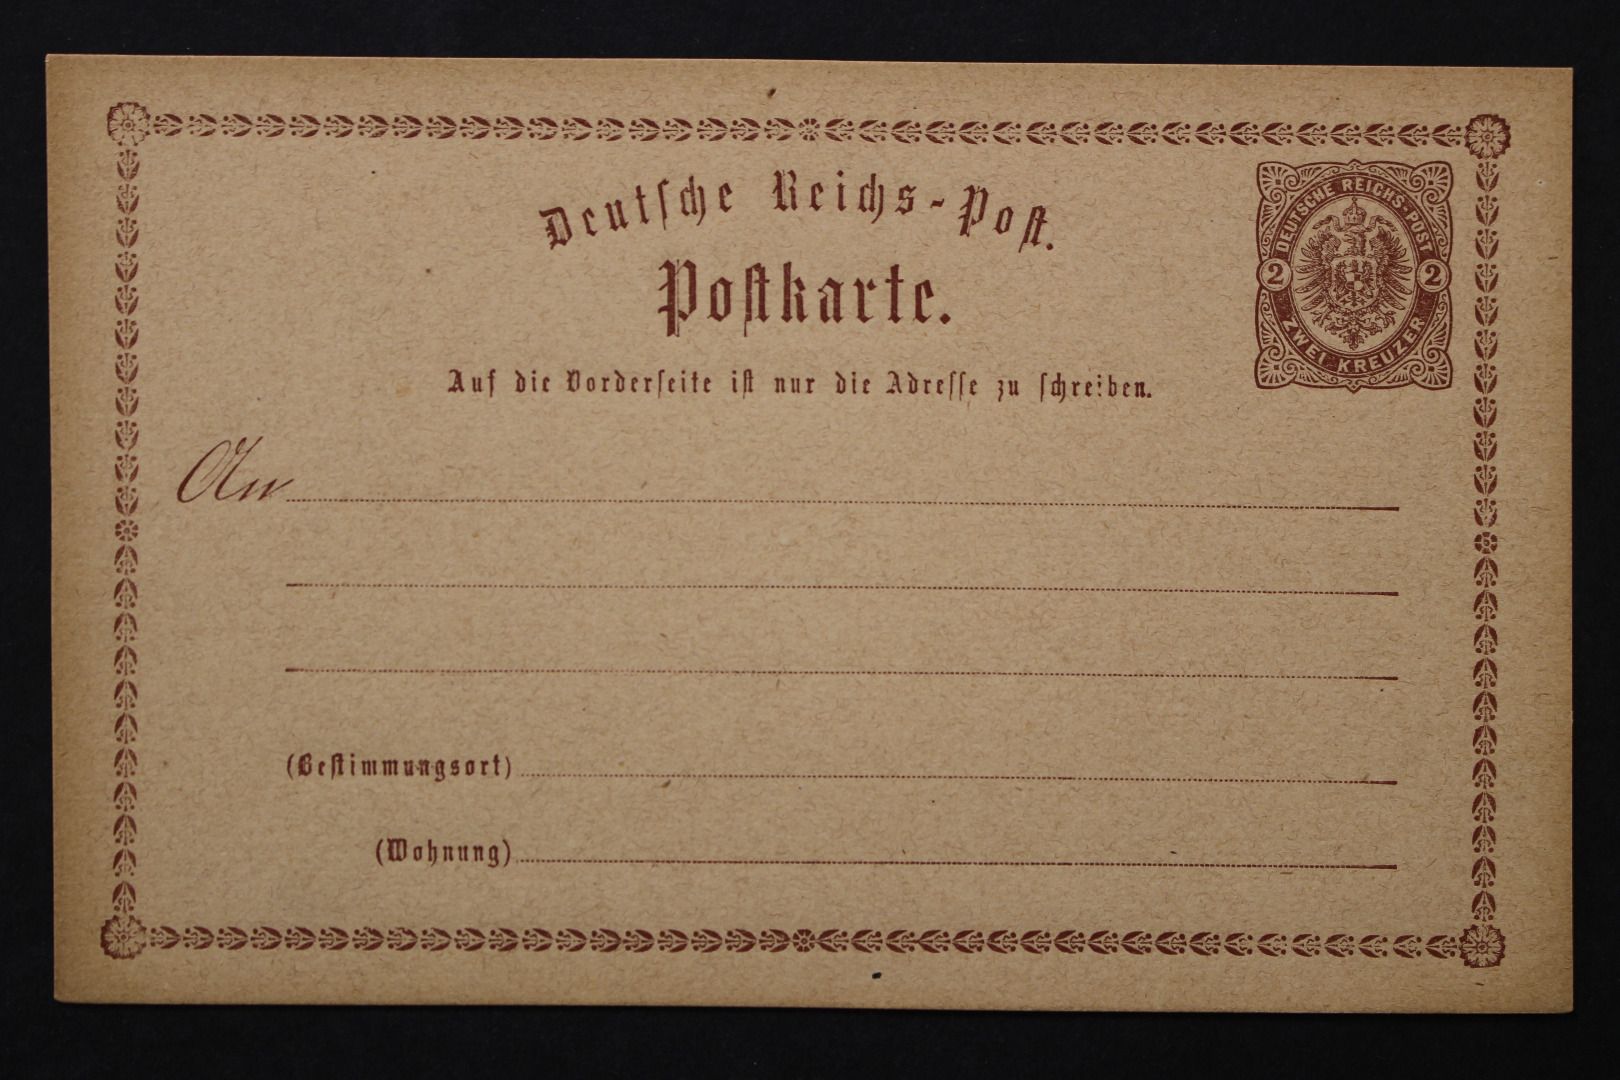 Deutsche Reichs-Post.
Postkarte.
DEUTSCHE REICHS-POST
2 2
ZWEI KREUZER
Auf die Vorderseite ist nur die Adresse zu schreiben.
An
(Bestimmungsort)
(Wohnung)